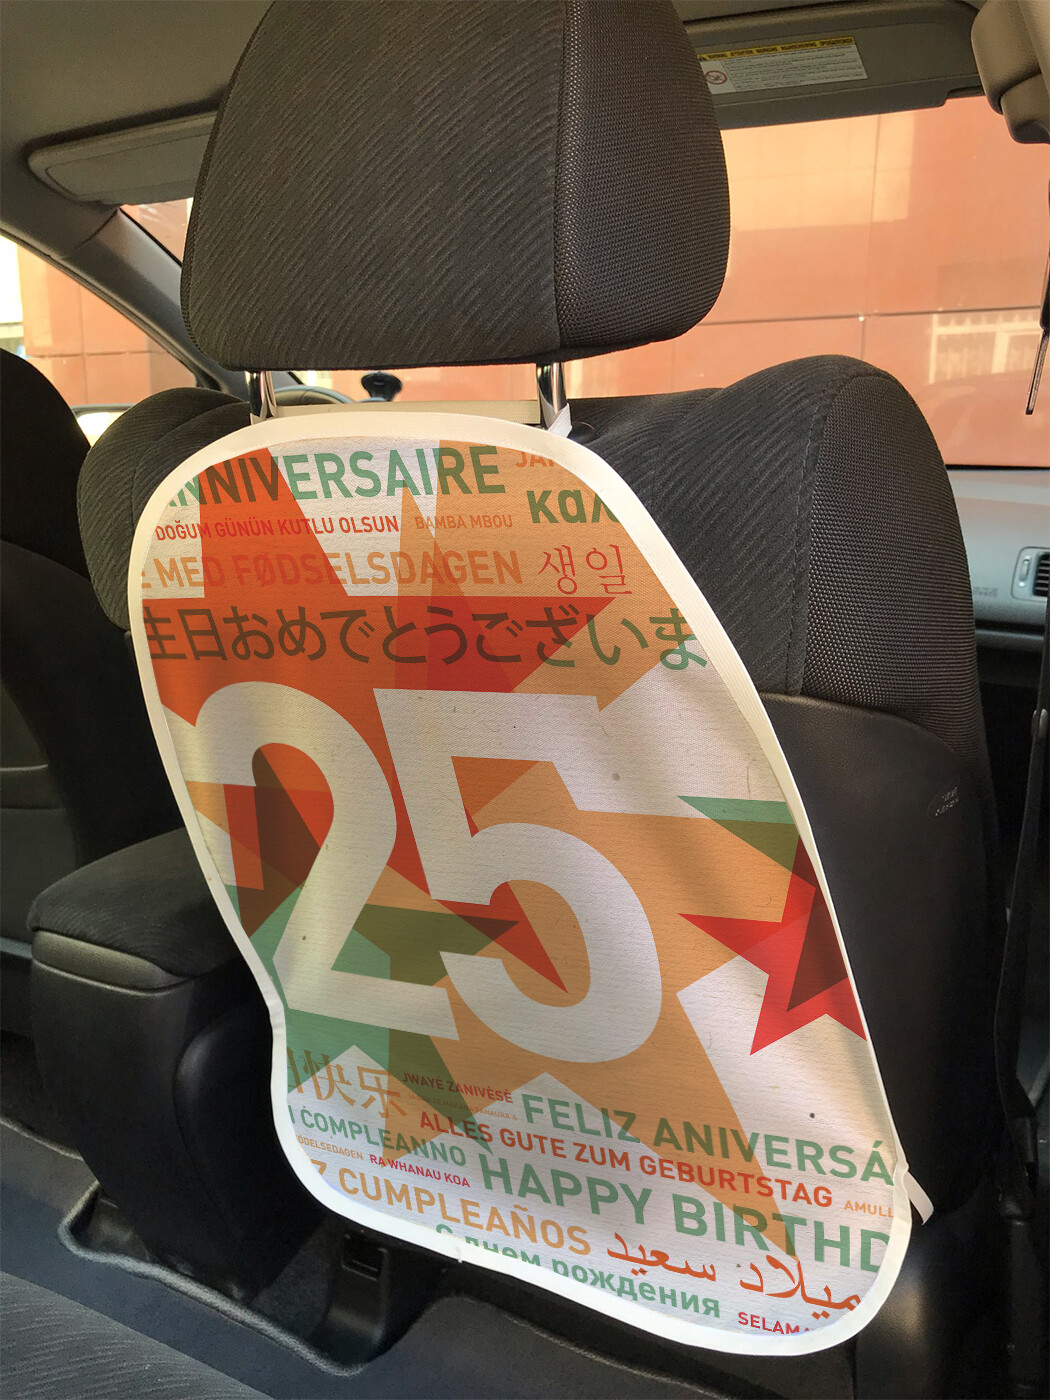 ANNIVERSAIRE
καλ
DOĞUM GÜNÜN KUTLU OLSUN BAMBA MBOU
MED FØDSELSDAGEN 생일
生日おめでとうございま
25
快乐 JWAYÉ ZANIVÈSÈ
FELIZ ANIVERSÁ
COMPLEANNO ALLES GUTE ZUM GEBURTSTAG AMULL
RA WHANAU KOA HAPPY BIRTHD
CUMPLEAÑOS ميلاد سعيد
С днем рождения SELAMA